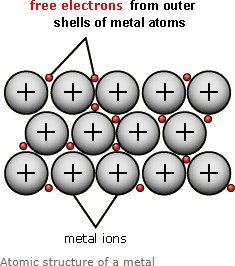 free electrons from outer
shells of metal atoms
+ + + + +
+ + + +
+ + + + +
metal ions
Atomic structure of a metal